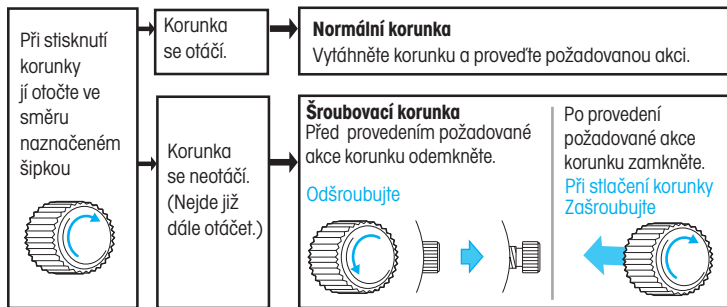 Při stisknutí
korunky
jí otočte ve
směru
naznačeném
šipkou
Korunka
se otáčí.
Normální korunka
Vytáhněte korunku a proveďte požadovanou akci.
Korunka
se neotáčí.
(Nejde již
dále otáčet.)
Šroubovací korunka
Před provedením požadované
akce korunku odemkněte.
Odšroubujte
Po provedení
požadované akce
korunku zamkněte.
Při stlačení korunky
Zašroubujte